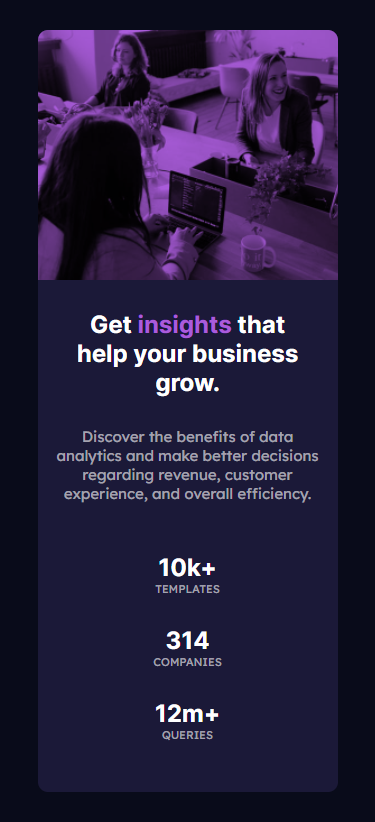 Get insights that
help your business
grow.
Discover the benefits of data
analytics and make better decisions
regarding revenue, customer
experience, and overall efficiency.
10k+
TEMPLATES
314
COMPANIES
12m+
QUERIES